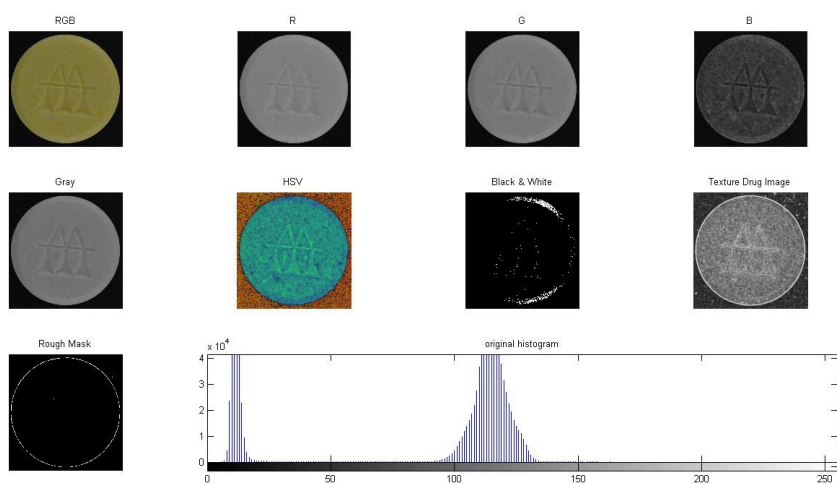 RGB
R
G
B
Gray
HSV
Black & White
Texture Drug Image
Rough Mask
original histogram
x 10^4
4
3
2
1
0
0 50 100 150 200 250